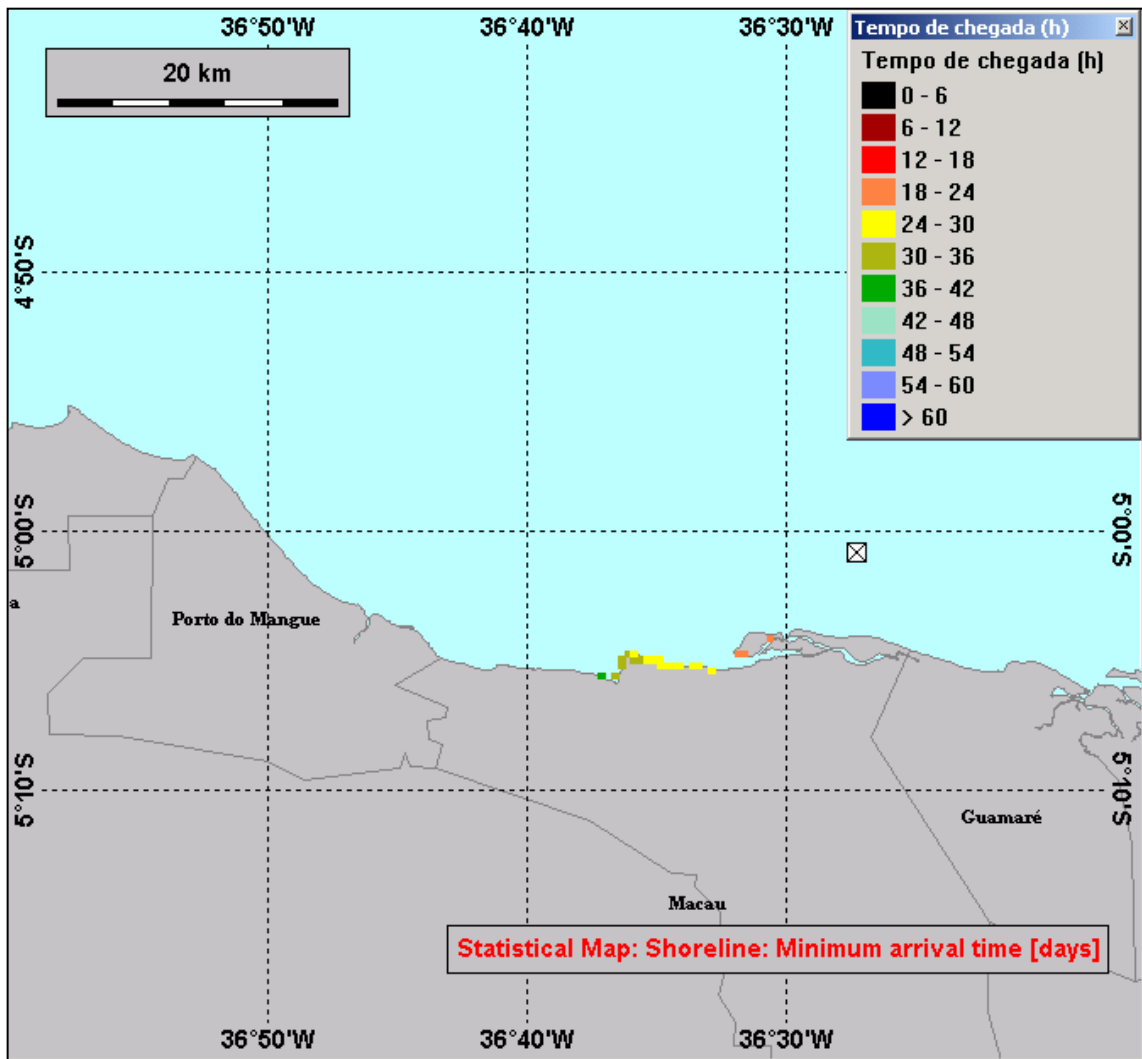 36°50'W
36°40'W
36°30'W
Tempo de chegada (h)
Tempo de chegada (h)
20 km
0 - 6
6 - 12
12 - 18
18 - 24
24 - 30
30 - 36
36 - 42
42 - 48
48 - 54
54 - 60
> 60
4°50'S
5°00'S
5°00'S
a
Porto do Mangue
5°10'S
5°10'S
Guamaré
Macau
Statistical Map: Shoreline: Minimum arrival time [days]
36°50'W
36°40'W
36°30'W